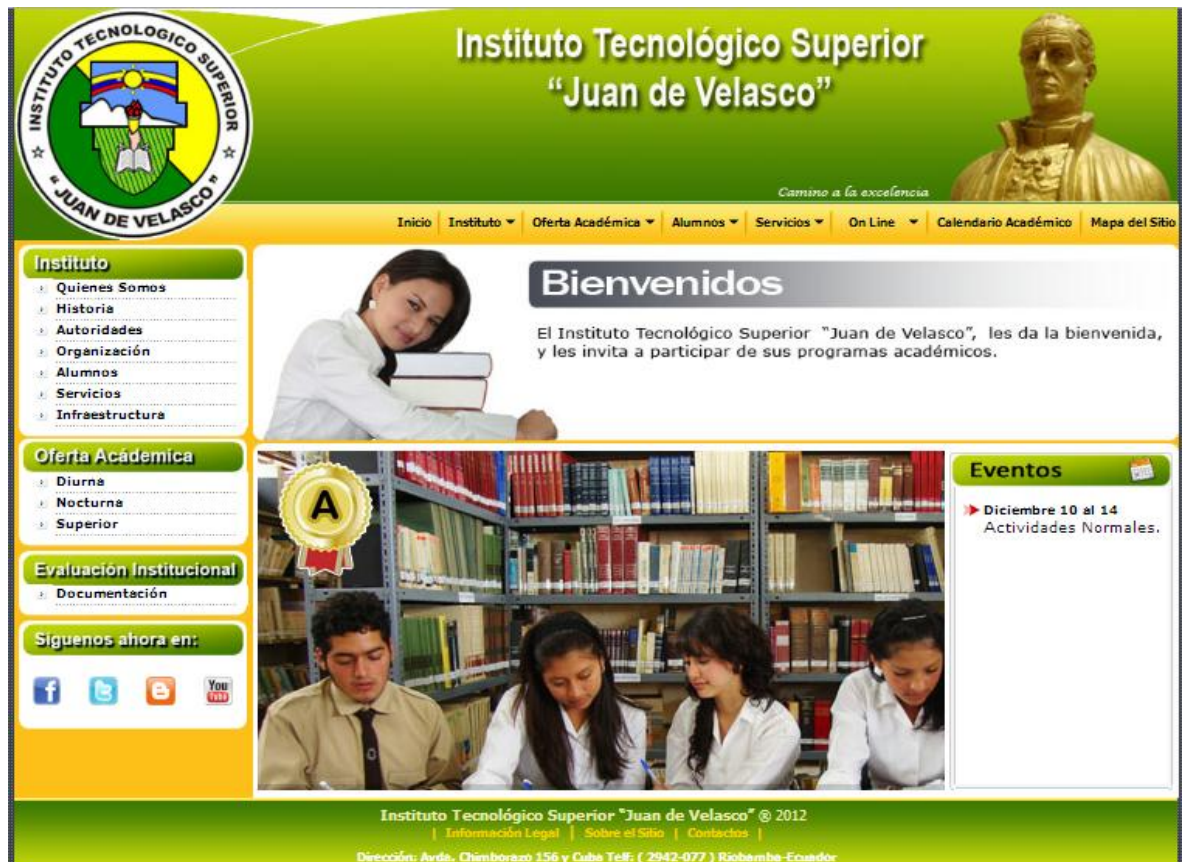 INSTITUTO TECNOLOGICO SUPERIOR
"JUAN DE VELASCO"
Instituto Tecnológico Superior
“Juan de Velasco”
Camino a la excelencia
Inicio Instituto Oferta Académica Alumnos Servicios On Line Calendario Académico Mapa del Sitio
Instituto
Quienes Somos
Historia
Autoridades
Organización
Alumnos
Servicios
Infraestructura
Oferta Acádemica
Diurna
Nocturna
Superior
Evaluación Institucional
Documentación
Síguenos ahora en:
You
Tube
Bienvenidos
El Instituto Tecnológico Superior "Juan de Velasco", les da la bienvenida,
y les invita a participar de sus programas académicos.
A
Eventos
Diciembre 10 al 14
Actividades Normales.
Instituto Tecnológico Superior "Juan de Velasco" ® 2012
| Información Legal | Sobre el Sitio | Contactos |
Dirección: Avda. Chimborazo 156 y Cuba Telf: ( 2942-077 ) Riobamba-Ecuador